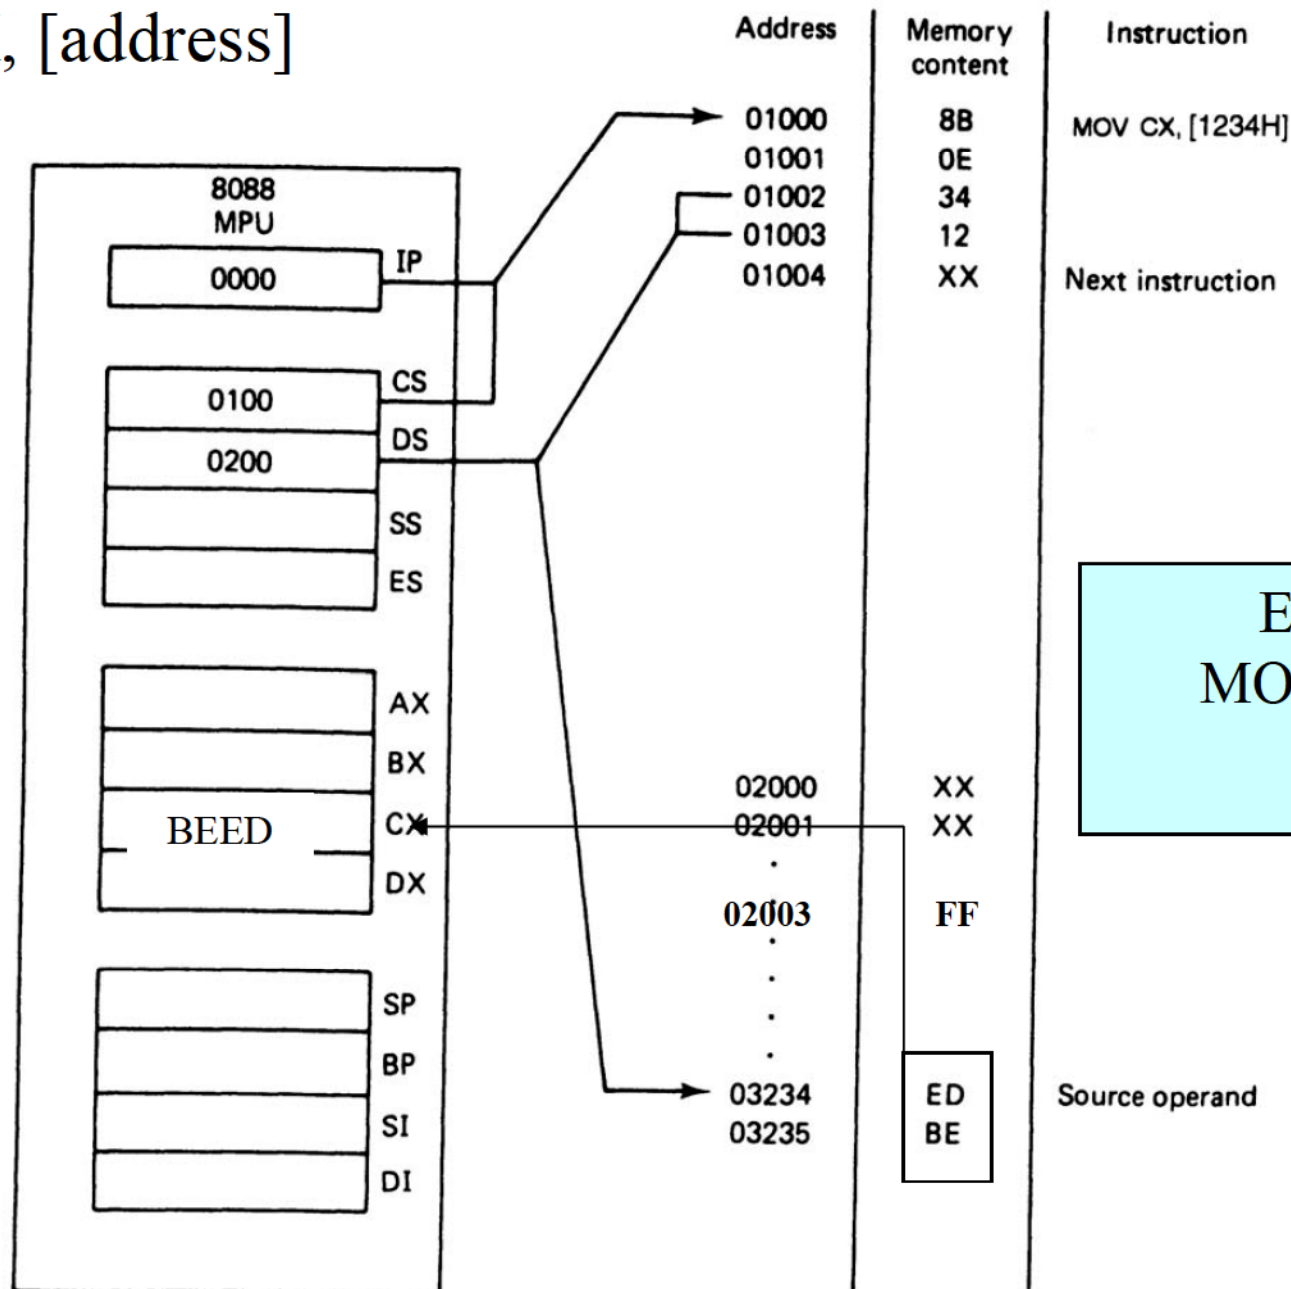 , [address]
Address Memory content Instruction
01000 8B MOV CX, [1234H]
01001 0E
01002 34
01003 12
01004 XX Next instruction
8088
MPU
0000 IP
0100 CS
0200 DS
SS
ES
AX
BX
BEED CX
DX
SP
BP
SI
DI
02000 XX
02001 XX
02003 FF
03234 ED Source operand
03235 BE
E
MO